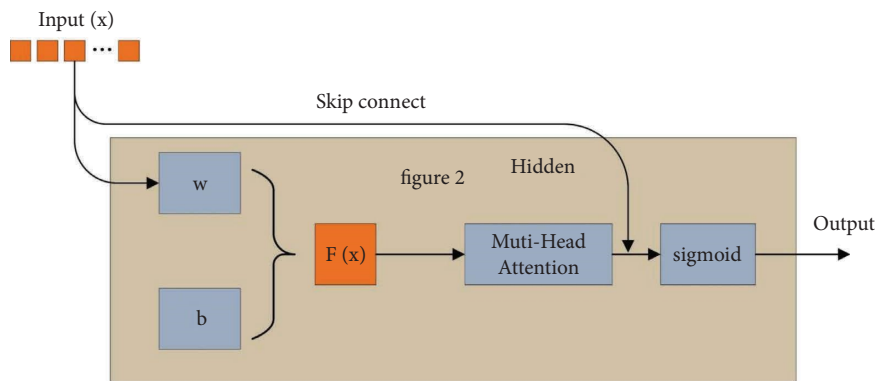 Input (x)
...
Skip connect
w
figure 2
Hidden
Output
F (x)
Muti-Head
Attention
sigmoid
b